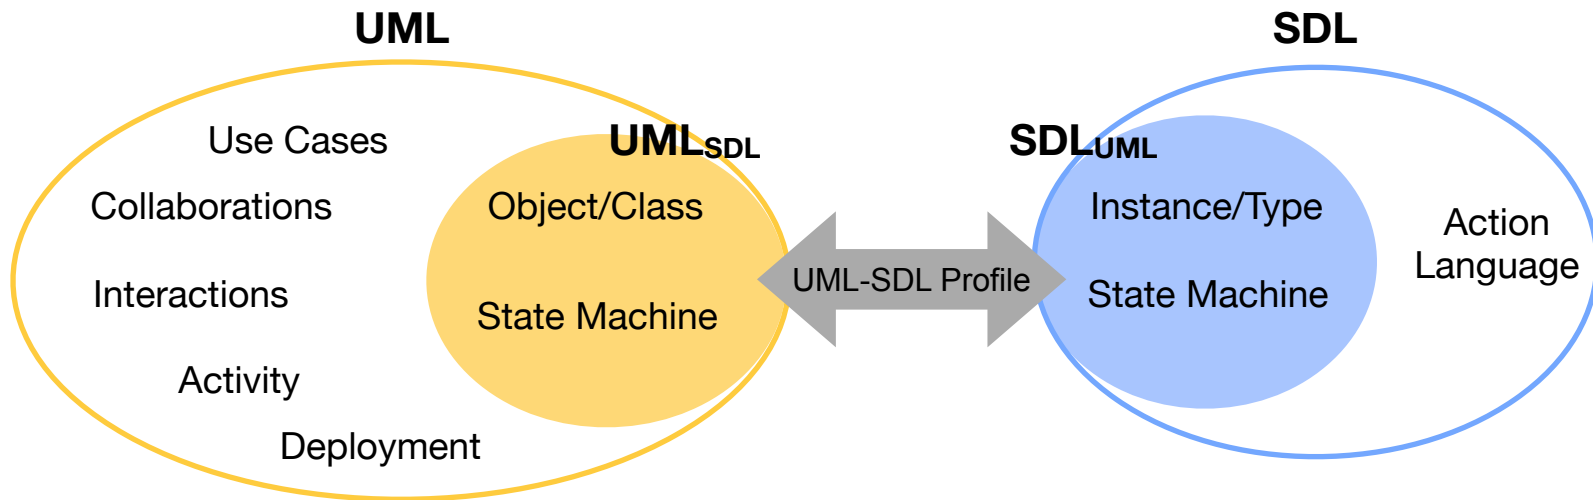 UML
SDL
Use Cases
UMLSDL
SDLUML
Collaborations
Object/Class
Instance/Type
Action
Language
Interactions
State Machine
UML-SDL Profile
State Machine
Activity
Deployment